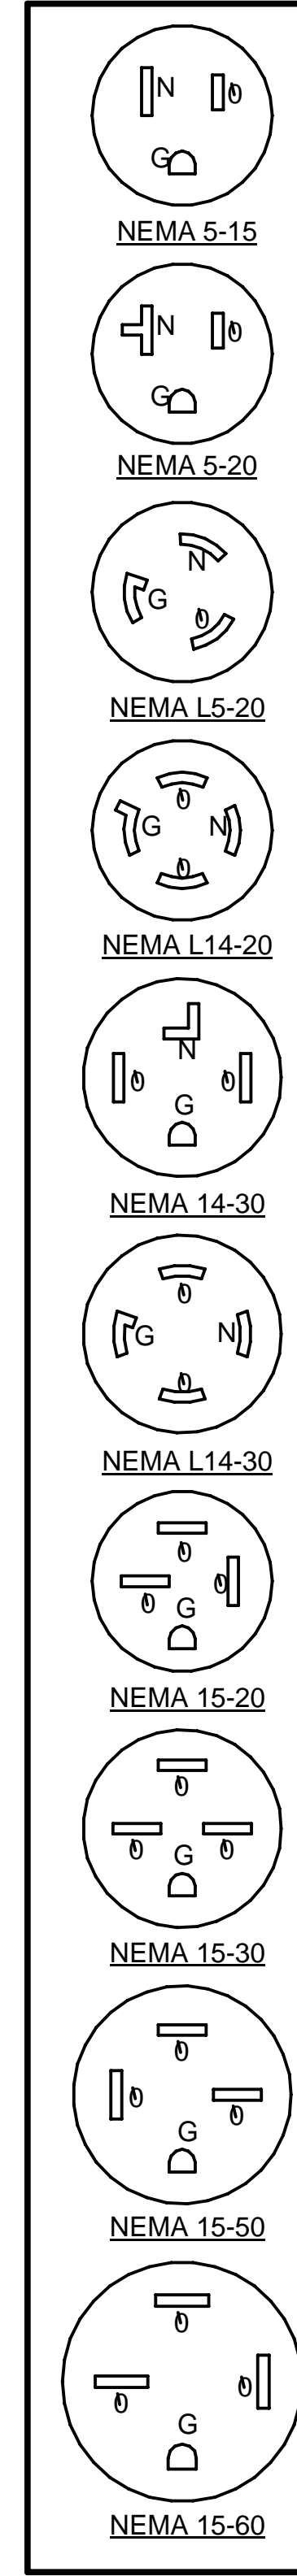 N Ø
G
NEMA 5-15
N Ø
G
NEMA 5-20
N
G
Ø
NEMA L5-20
Ø
G N
Ø
NEMA L14-20
N
Ø Ø
G
NEMA 14-30
Ø
G N
Ø
NEMA L14-30
Ø
Ø
Ø G
NEMA 15-20
Ø
Ø G Ø
NEMA 15-30
Ø
Ø Ø
G
NEMA 15-50
Ø
Ø Ø
G
NEMA 15-60